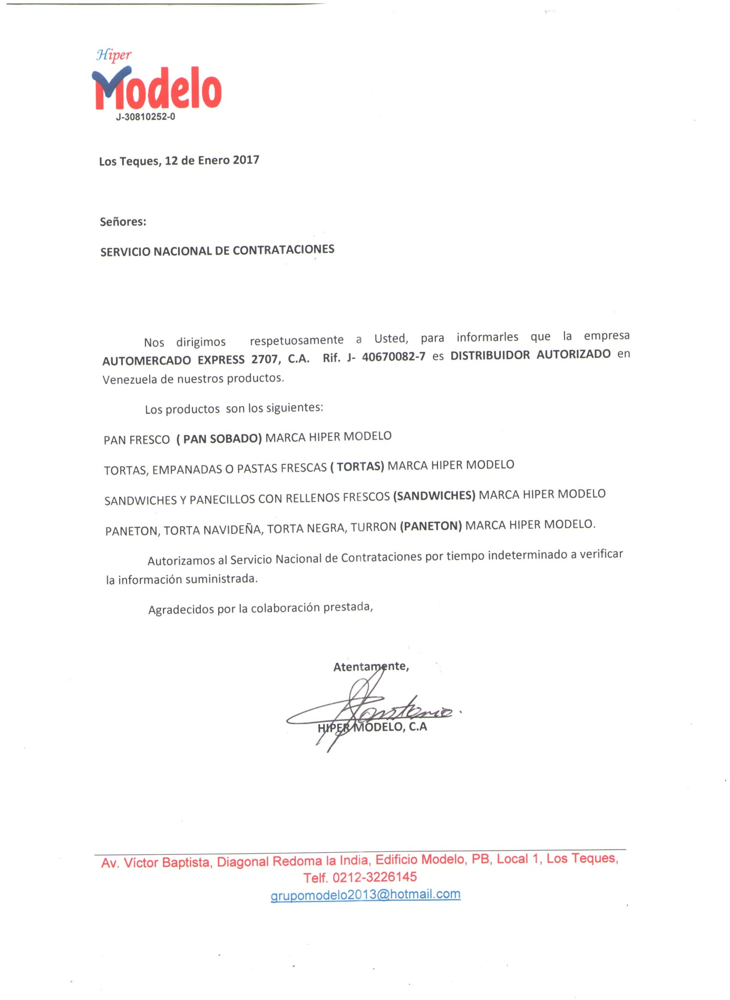 Hiper
Modelo
J-30810252-0
Los Teques, 12 de Enero 2017
Señores:
SERVICIO NACIONAL DE CONTRATACIONES
Nos dirigimos respetuosamente a Usted, para informarles que la empresa
AUTOMERCADO EXPRESS 2707, C.A. Rif. J- 40670082-7 es DISTRIBUIDOR AUTORIZADO en
Venezuela de nuestros productos.
Los productos son los siguientes:
PAN FRESCO ( PAN SOBADO) MARCA HIPER MODELO
TORTAS, EMPANADAS O PASTAS FRESCAS ( TORTAS) MARCA HIPER MODELO
SANDWICHES Y PANECILLOS CON RELLENOS FRESCOS (SANDWICHES) MARCA HIPER MODELO
PANETON, TORTA NAVIDEÑA, TORTA NEGRA, TURRON (PANETON) MARCA HIPER MODELO.
Autorizamos al Servicio Nacional de Contrataciones por tiempo indeterminado a verificar
la información suministrada.
Agradecidos por la colaboración prestada,
Atentamente,
HIPER MODELO, C.A
Av. Víctor Baptista, Diagonal Redoma la India, Edificio Modelo, PB, Local 1, Los Teques,
Telf. 0212-3226145
grupomodelo2013@hotmail.com